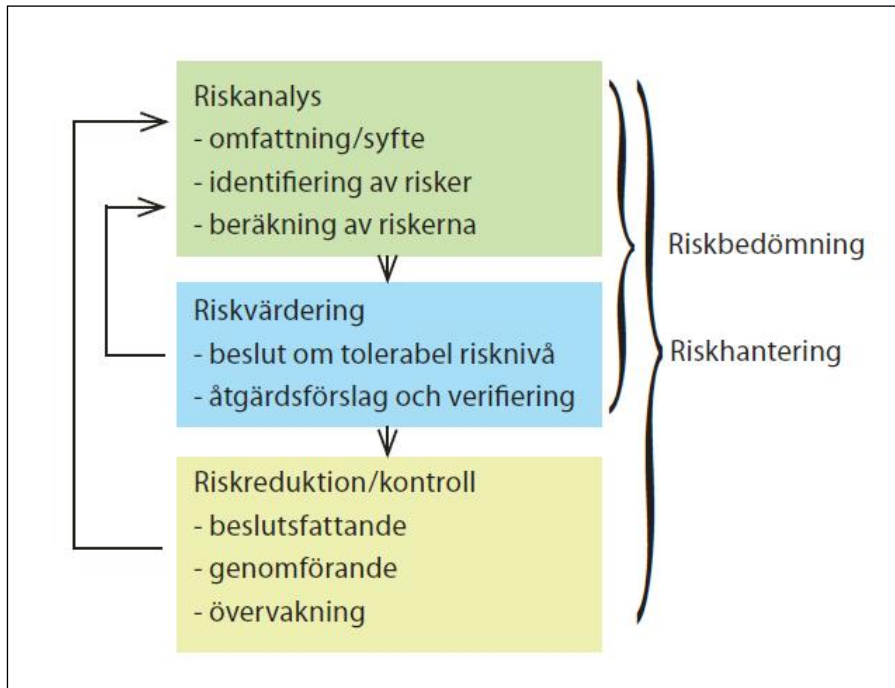 Riskanalys
- omfattning/syfte
- identifiering av risker
- beräkning av riskerna
Riskvärdering
- beslut om tolerabel risknivå
- åtgärdsförslag och verifiering
Riskreduktion/kontroll
- beslutsfattande
- genomförande
- övervakning
Riskbedömning
Riskhantering